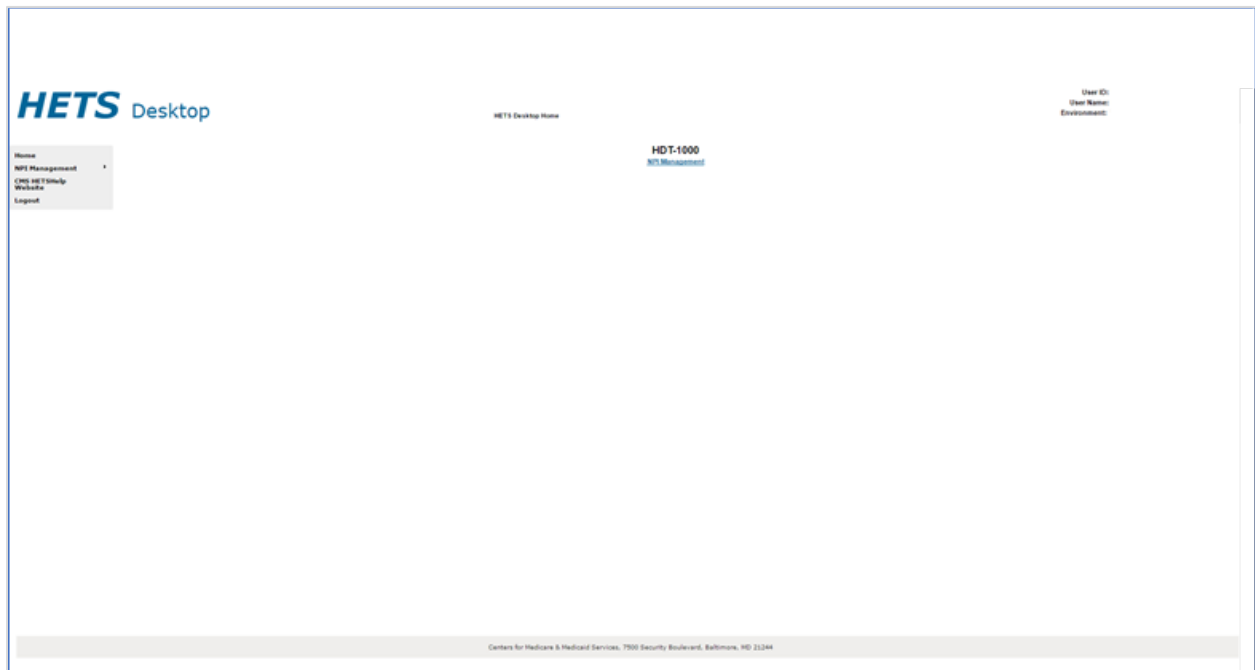 HETS Desktop
HETS Desktop Home
User ID:
User Name:
Environment:
Home
NPI Management
CMS HETSHelp
Website
Logout
HDT-1000
NPI Management
Centers for Medicare & Medicaid Services, 7500 Security Boulevard, Baltimore, MD 21244